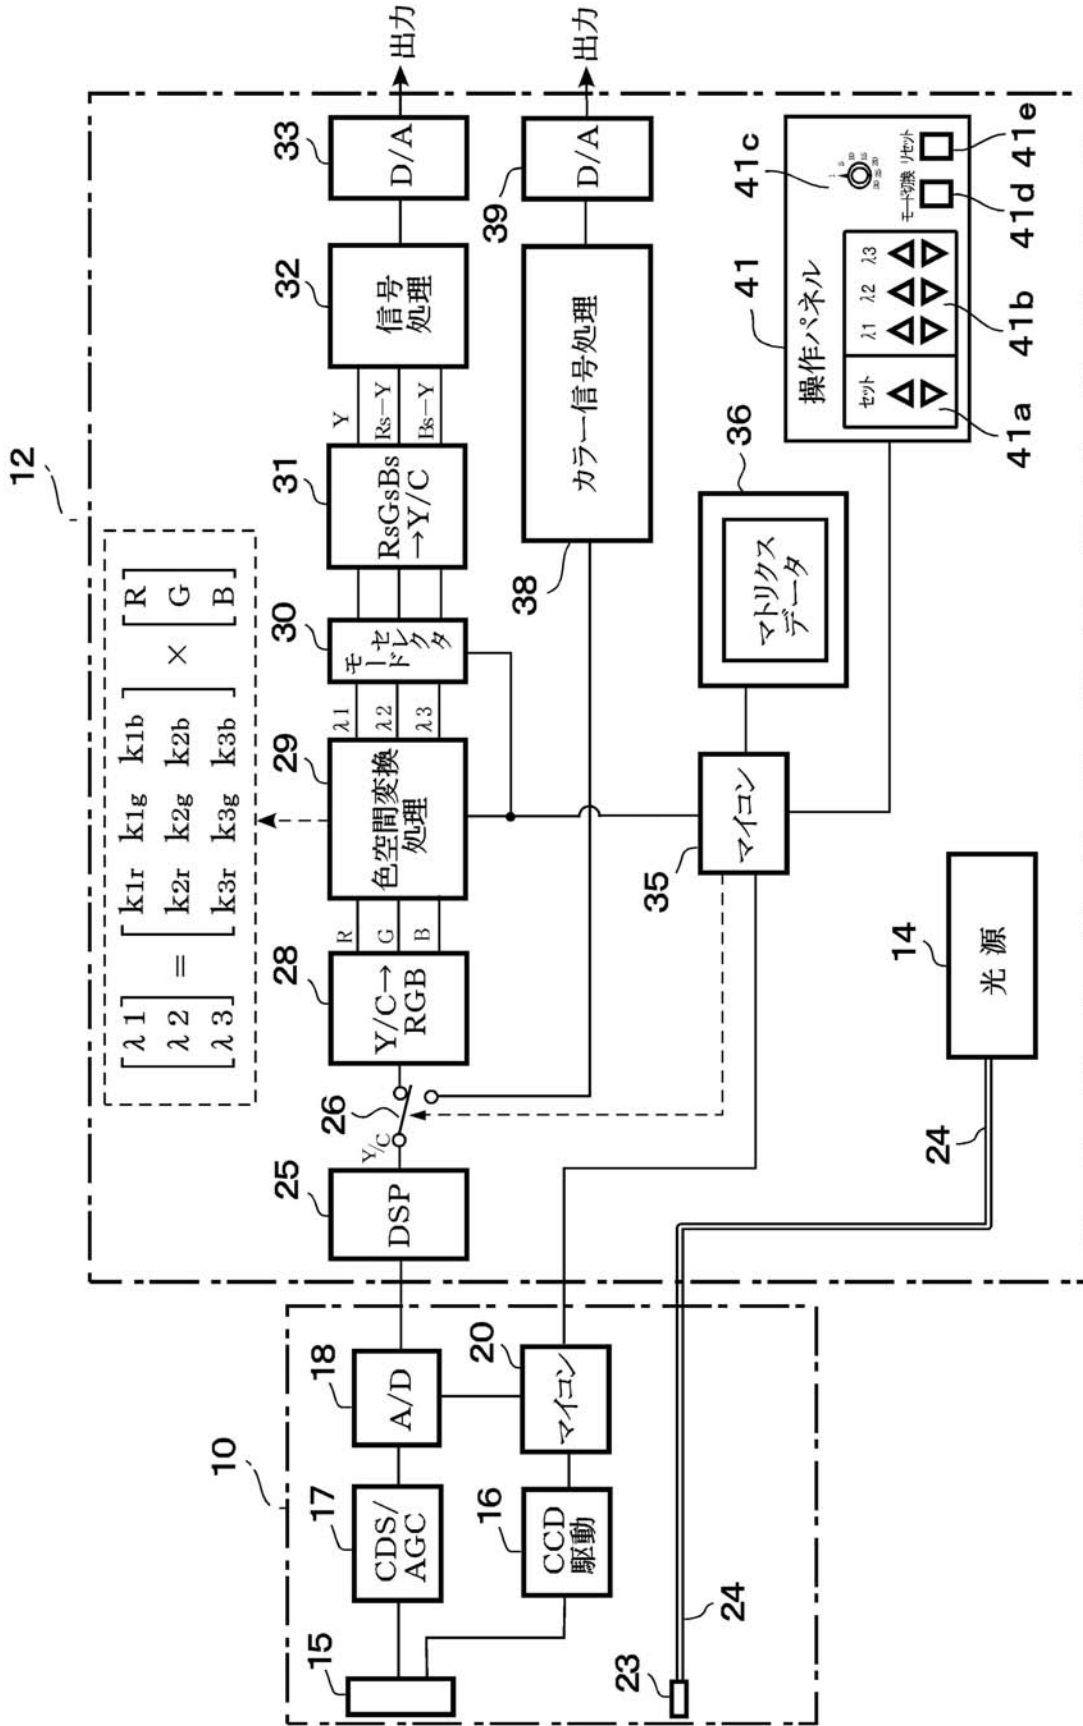 12
[λ1 λ2 λ3] = [k1r k1g k1b k2r k2g k2b k3r k3g k3b] × [R G B]
10
15
17
CDS/
AGC
18
A/D
25
DSP
Y/C
26
28
Y/C→
RGB
R
G
B
29
色空間変換
処理
λ1
λ2
λ3
30
モード
セレクタ
31
RsGsBs
→Y/C
Y
Rs−Y
Bs−Y
32
信号
処理
33
D/A
出力
38
カラー信号処理
39
D/A
出力
16
CCD
駆動
20
マイコン
35
マイコン
36
マトリクス
データ
41
操作パネル
セット
λ1
λ2
λ3
モード切換
リセット
41a
41b
41c
41d
41e
23
24
24
14
光源